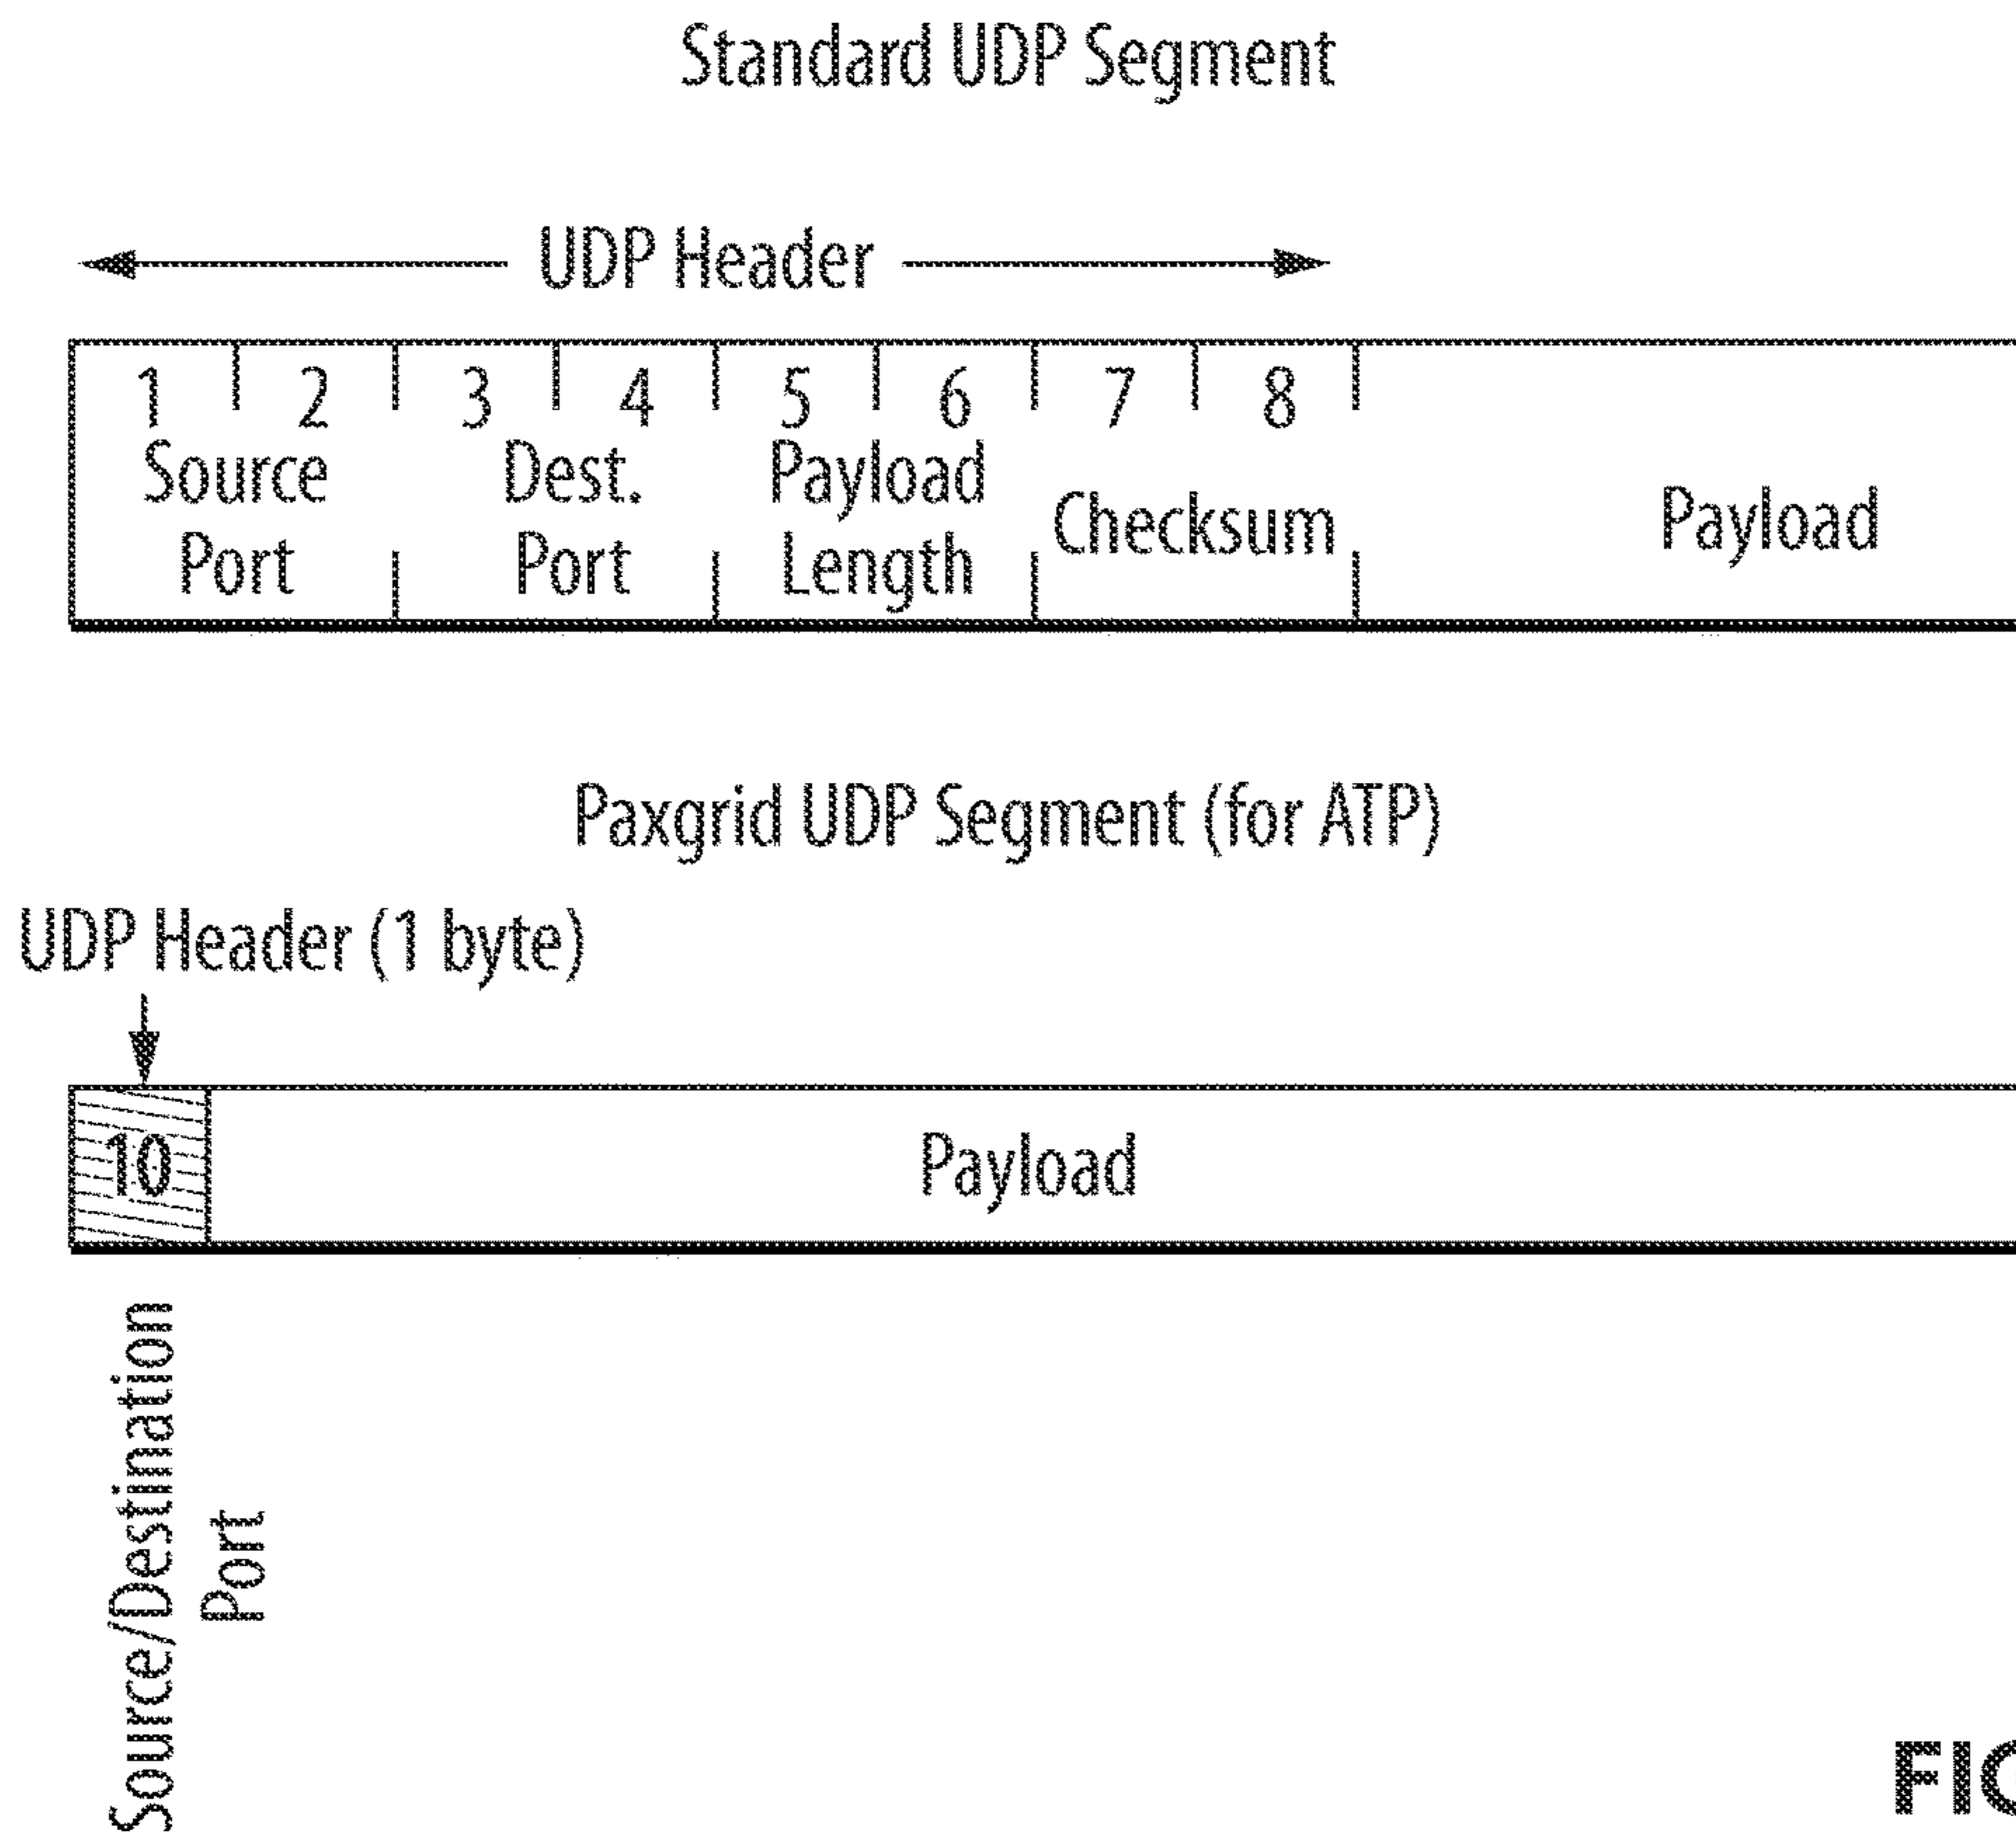 Standard UDP Segment
UDP Header
1 2 3 4 5 6 7 8
Source Dest. Payload
Port Port Length
Checksum
Payload
Paxgrid UDP Segment (for ATP)
UDP Header (1 byte)
10
Payload
Source/Destination
Port